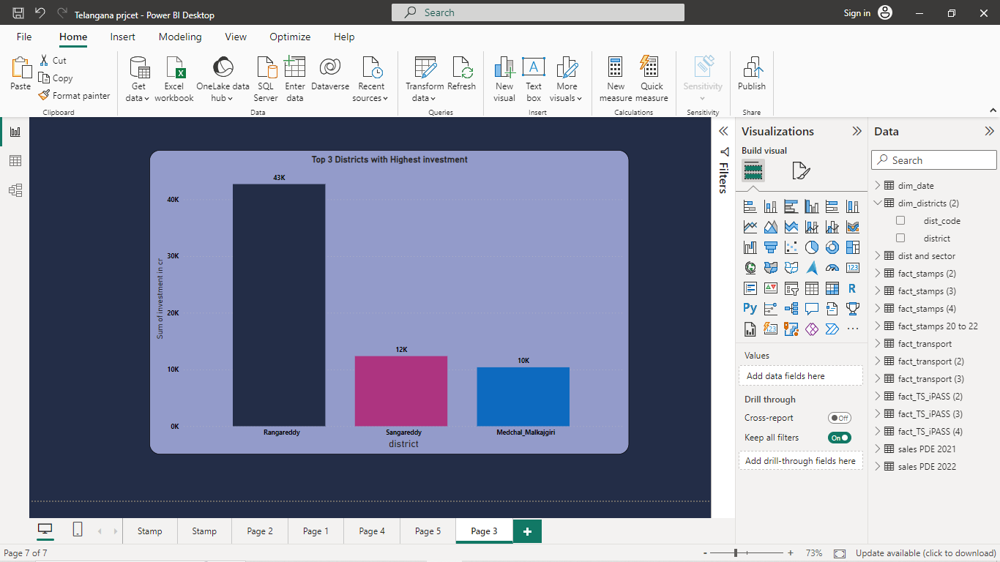 Telangana prjcet - Power BI Desktop
Search
Sign in
File
Home
Insert
Modeling
View
Optimize
Help
Paste
Cut
Copy
Format painter
Clipboard
Get data
Excel workbook
OneLake data hub
SQL Server
Enter data
Dataverse
Recent sources
Data
Transform data
Refresh
Queries
New visual
Text box
More visuals
Insert
New measure
Quick measure
Calculations
Sensitivity
Sensitivity
Publish
Share
Top 3 Districts with Highest investment
Sum of investment in cr
40K
30K
20K
10K
0K
43K
12K
10K
Rangareddy
Sangareddy
Medchal_Malkajgiri
district
Filters
Visualizations
Build visual
123
R
Py
123
Values
Add data fields here
Drill through
Cross-report
Off
Keep all filters
On
Add drill-through fields here
Data
Search
dim_date
dim_districts (2)
dist_code
district
dist and sector
fact_stamps (2)
fact_stamps (3)
fact_stamps (4)
fact_stamps 20 to 22
fact_transport
fact_transport (2)
fact_transport (3)
fact_TS_iPASS (2)
fact_TS_iPASS (3)
fact_TS_iPASS (4)
sales PDE 2021
sales PDE 2022
Stamp
Stamp
Page 2
Page 1
Page 4
Page 5
Page 3
Page 7 of 7
73%
Update available (click to download)